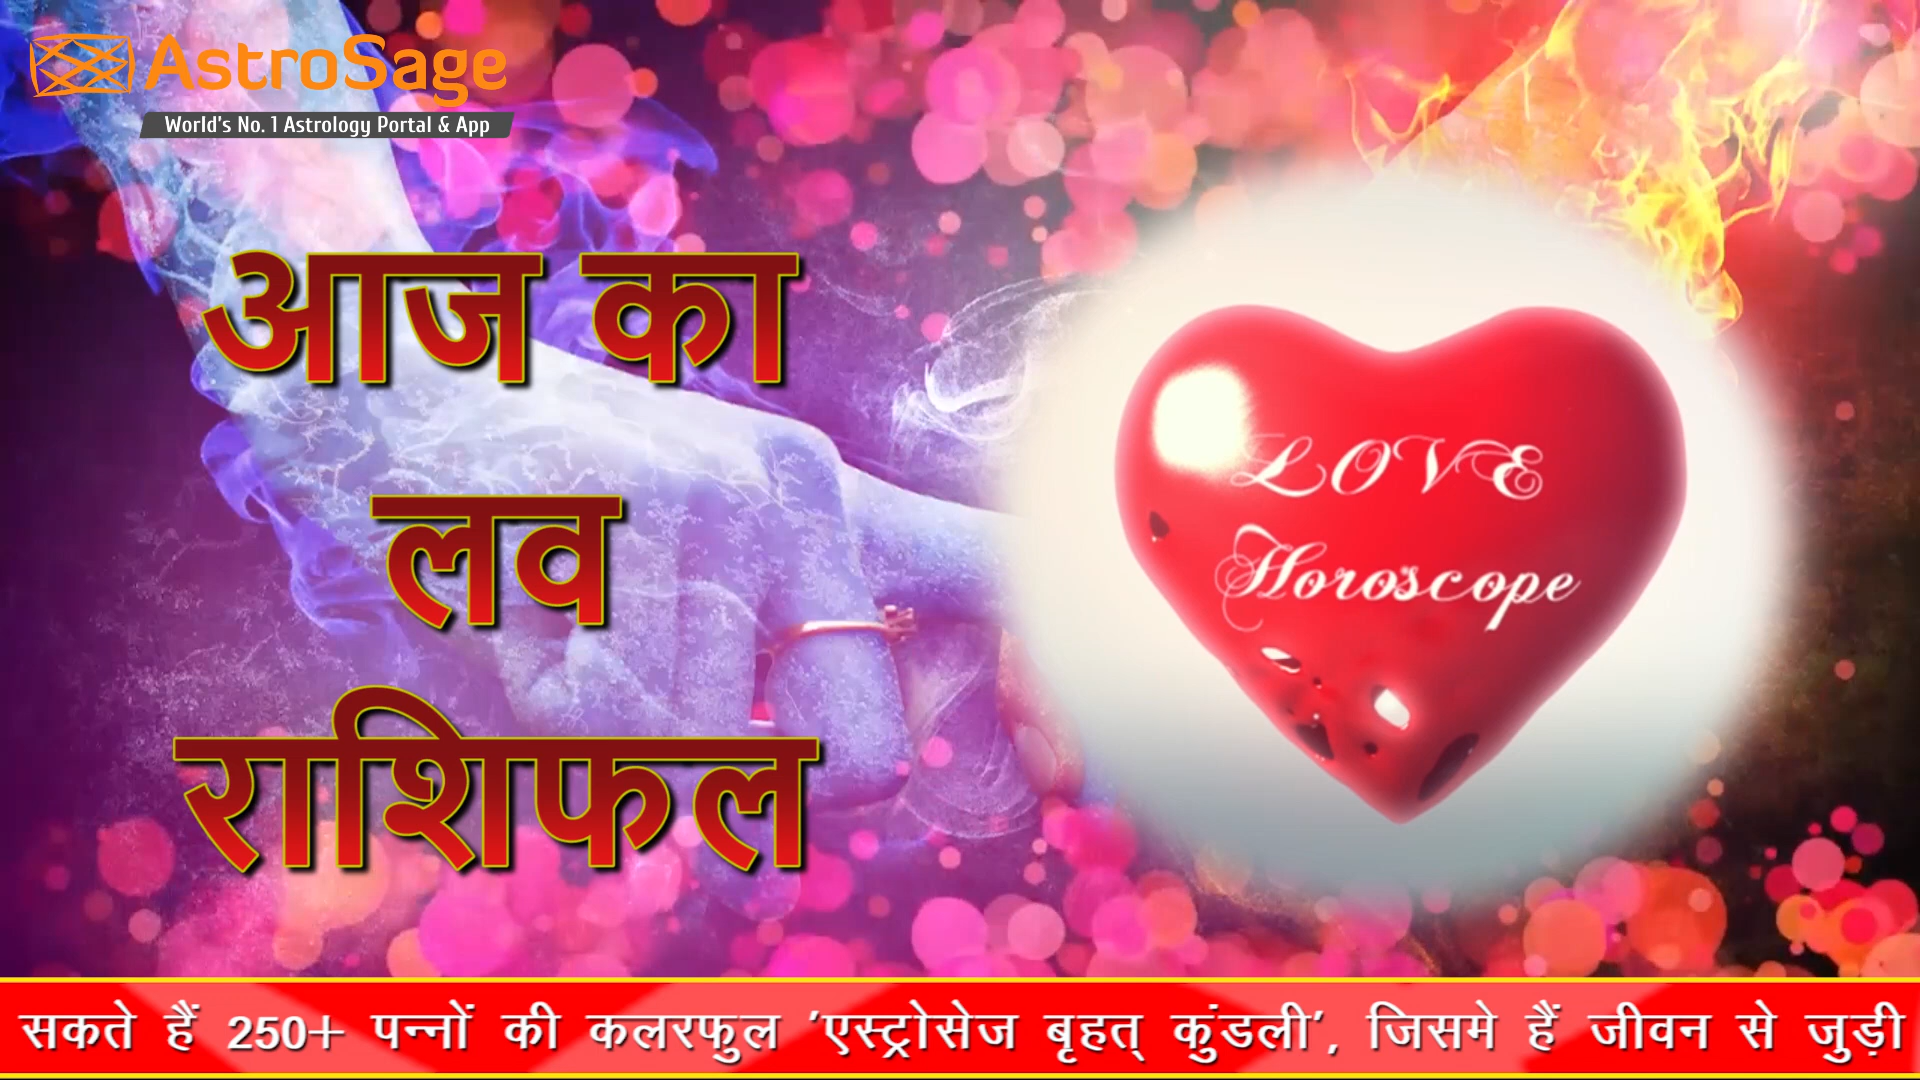 AstroSage
World's No. 1 Astrology Portal & App
आज का
लव
राशिफल
LOVE
Horoscope
सकते हैं 250+ पन्नों की कलरफुल 'एस्ट्रोसेज बृहत् कुंडली', जिसमे हैं जीवन से जुड़ी